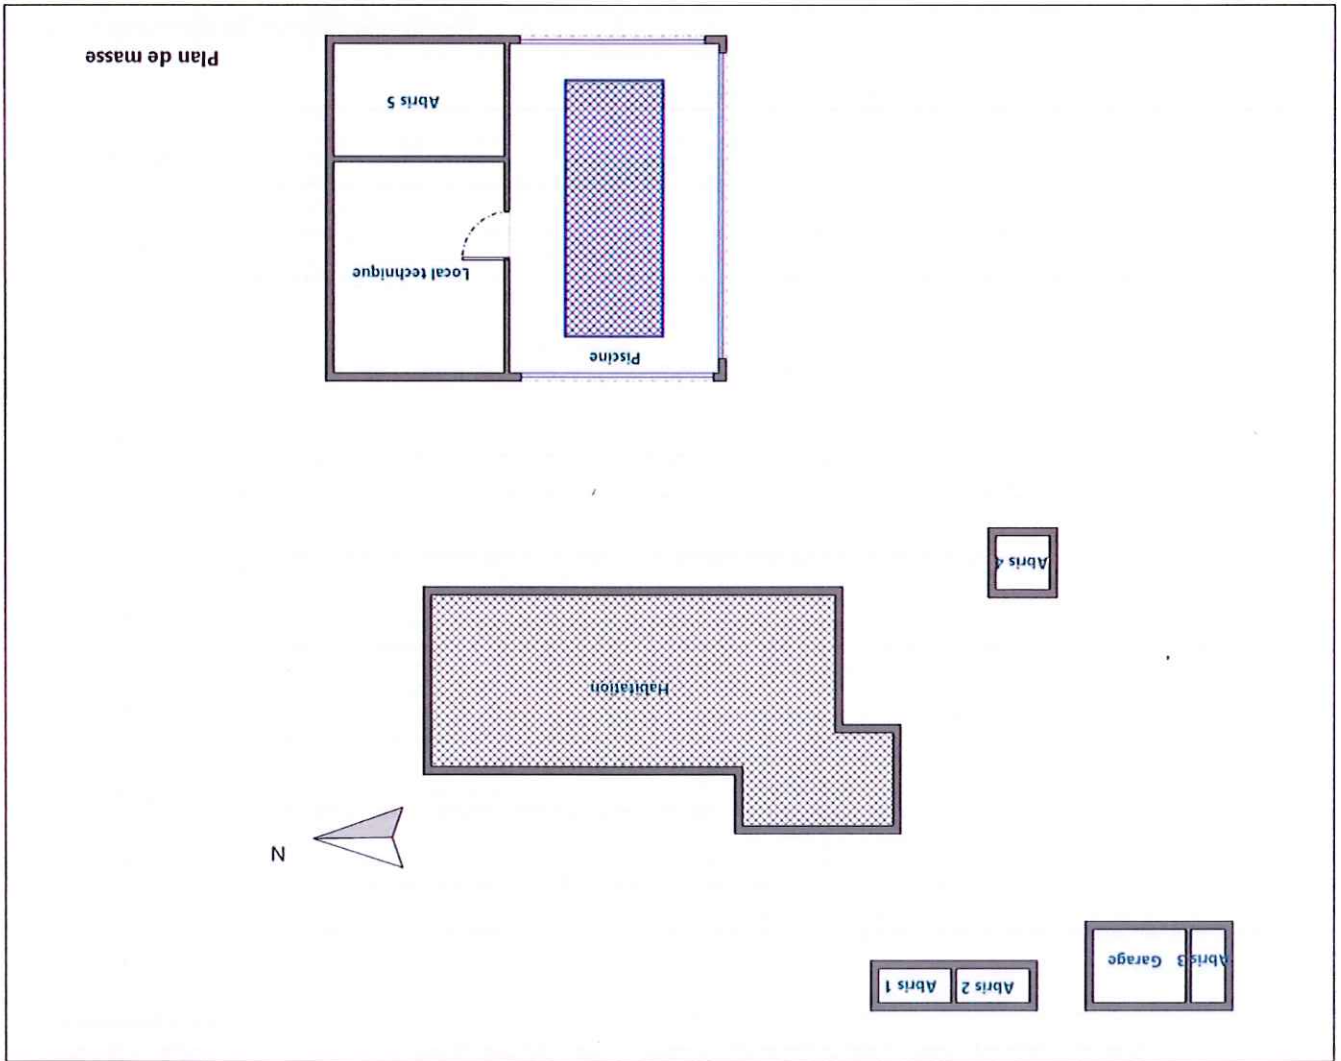 Abris 3
Garage
Abris 2
Abris 1
N
Habitation
Abris 4
Piscine
Local technique
Abris 5
Plan de masse